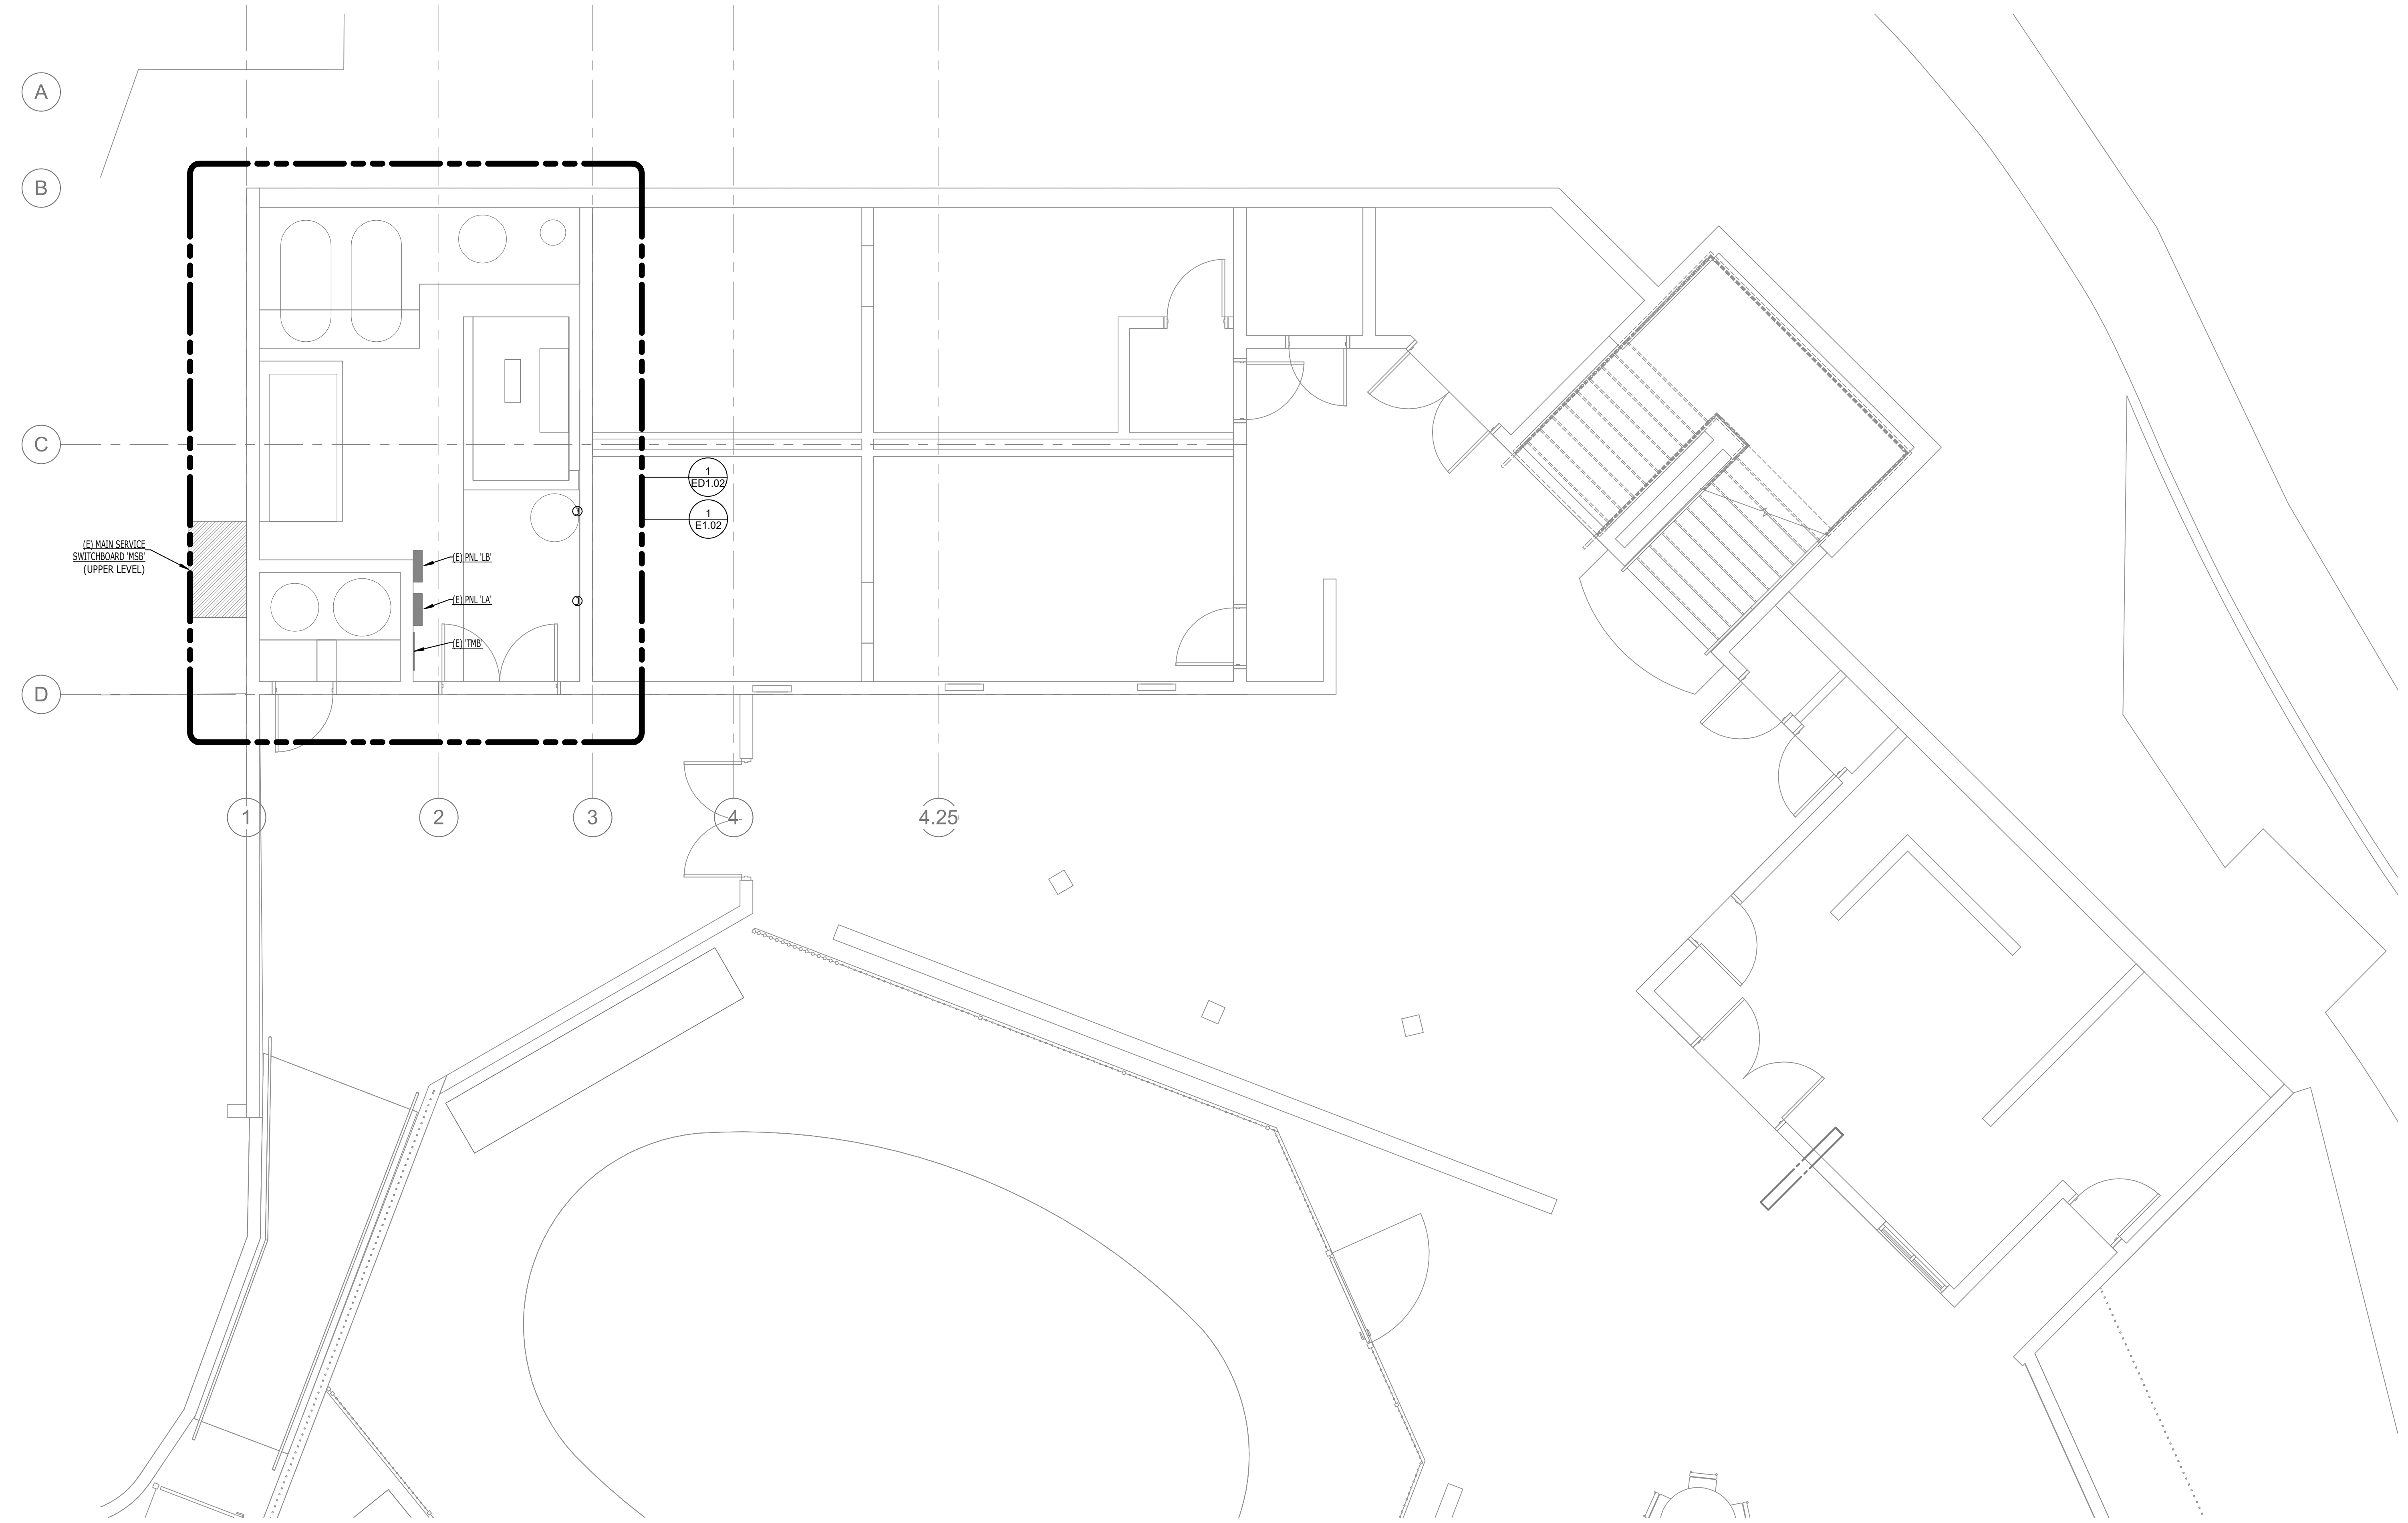 A
B
C
1
ED1.02
1
E1.02
(E) MAIN SERVICE
SWITCHBOARD 'MSB'
(UPPER LEVEL)
(E) PNL 'LB'
(E) PNL 'LA'
(E) 'TMB'
D
1
2
3
4
4.25